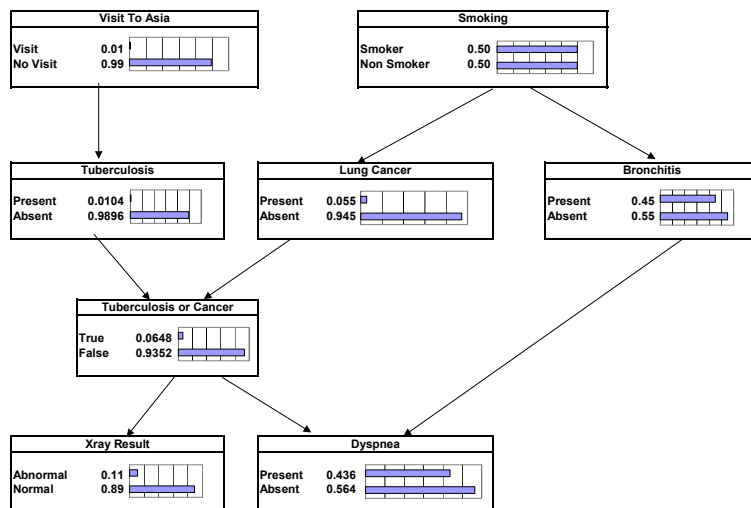 Visit To Asia
Visit 0.01
No Visit 0.99
Smoking
Smoker 0.50
Non Smoker 0.50
Tuberculosis
Present 0.0104
Absent 0.9896
Lung Cancer
Present 0.055
Absent 0.945
Bronchitis
Present 0.45
Absent 0.55
Tuberculosis or Cancer
True 0.0648
False 0.9352
Xray Result
Abnormal 0.11
Normal 0.89
Dyspnea
Present 0.436
Absent 0.564